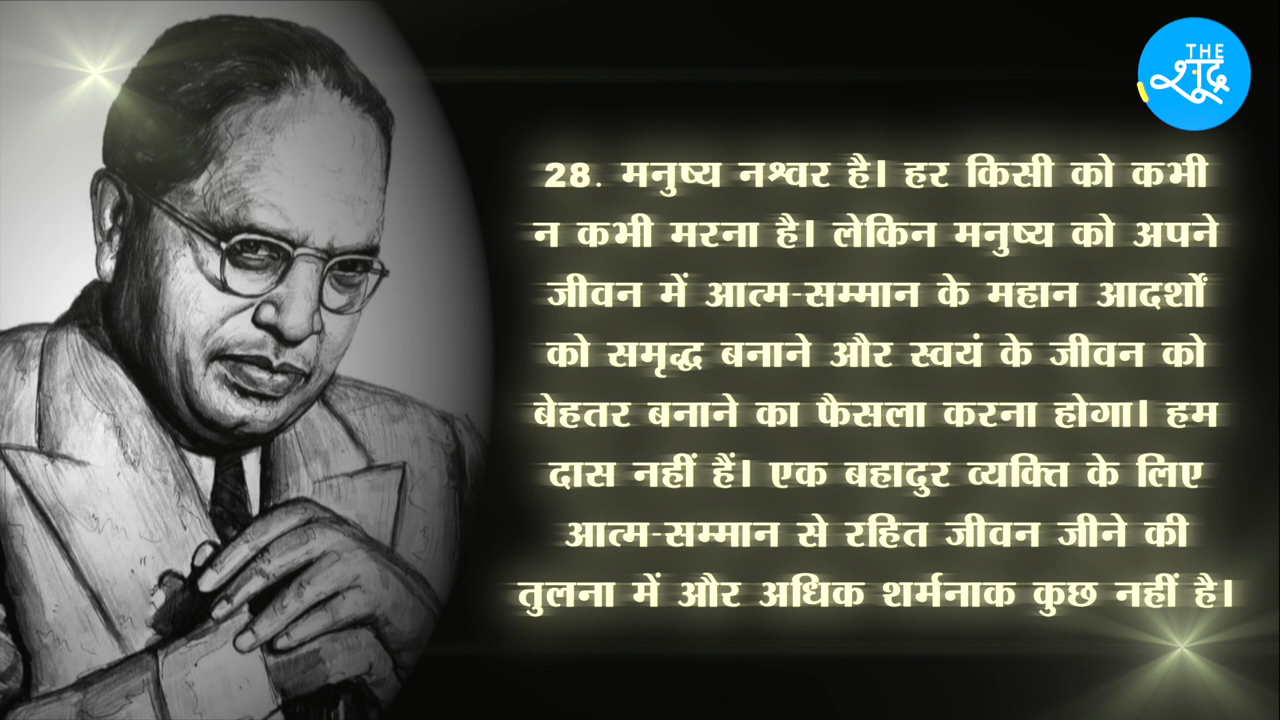 THE
शूद्र
28. मनुष्य नश्वर है। हर किसी को कभी
न कभी मरना है। लेकिन मनुष्य को अपने
जीवन में आत्म-सम्मान के महान आदर्शों
को समृद्ध बनाने और स्वयं के जीवन को
बेहतर बनाने का फैसला करना होगा। हम
दास नहीं हैं। एक बहादुर व्यक्ति के लिए
आत्म-सम्मान से रहित जीवन जीने की
तुलना में और अधिक शर्मनाक कुछ नहीं है।